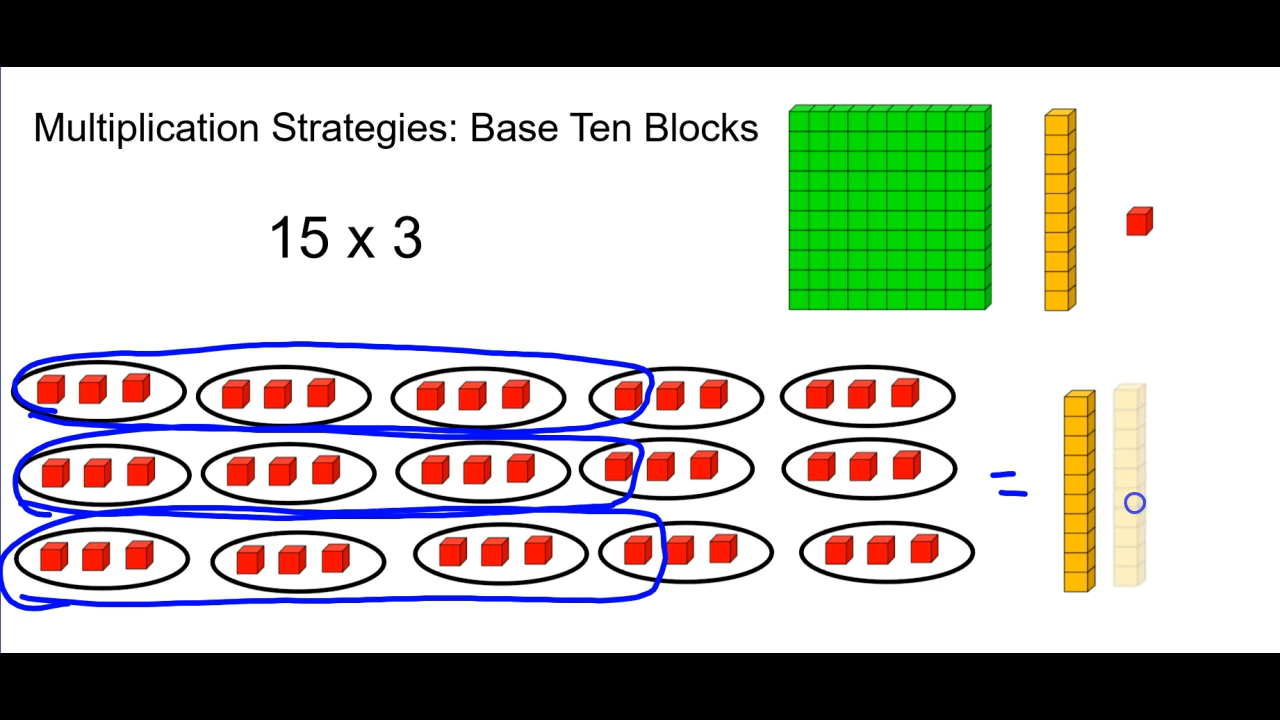 Multiplication Strategies: Base Ten Blocks
15 x 3
=